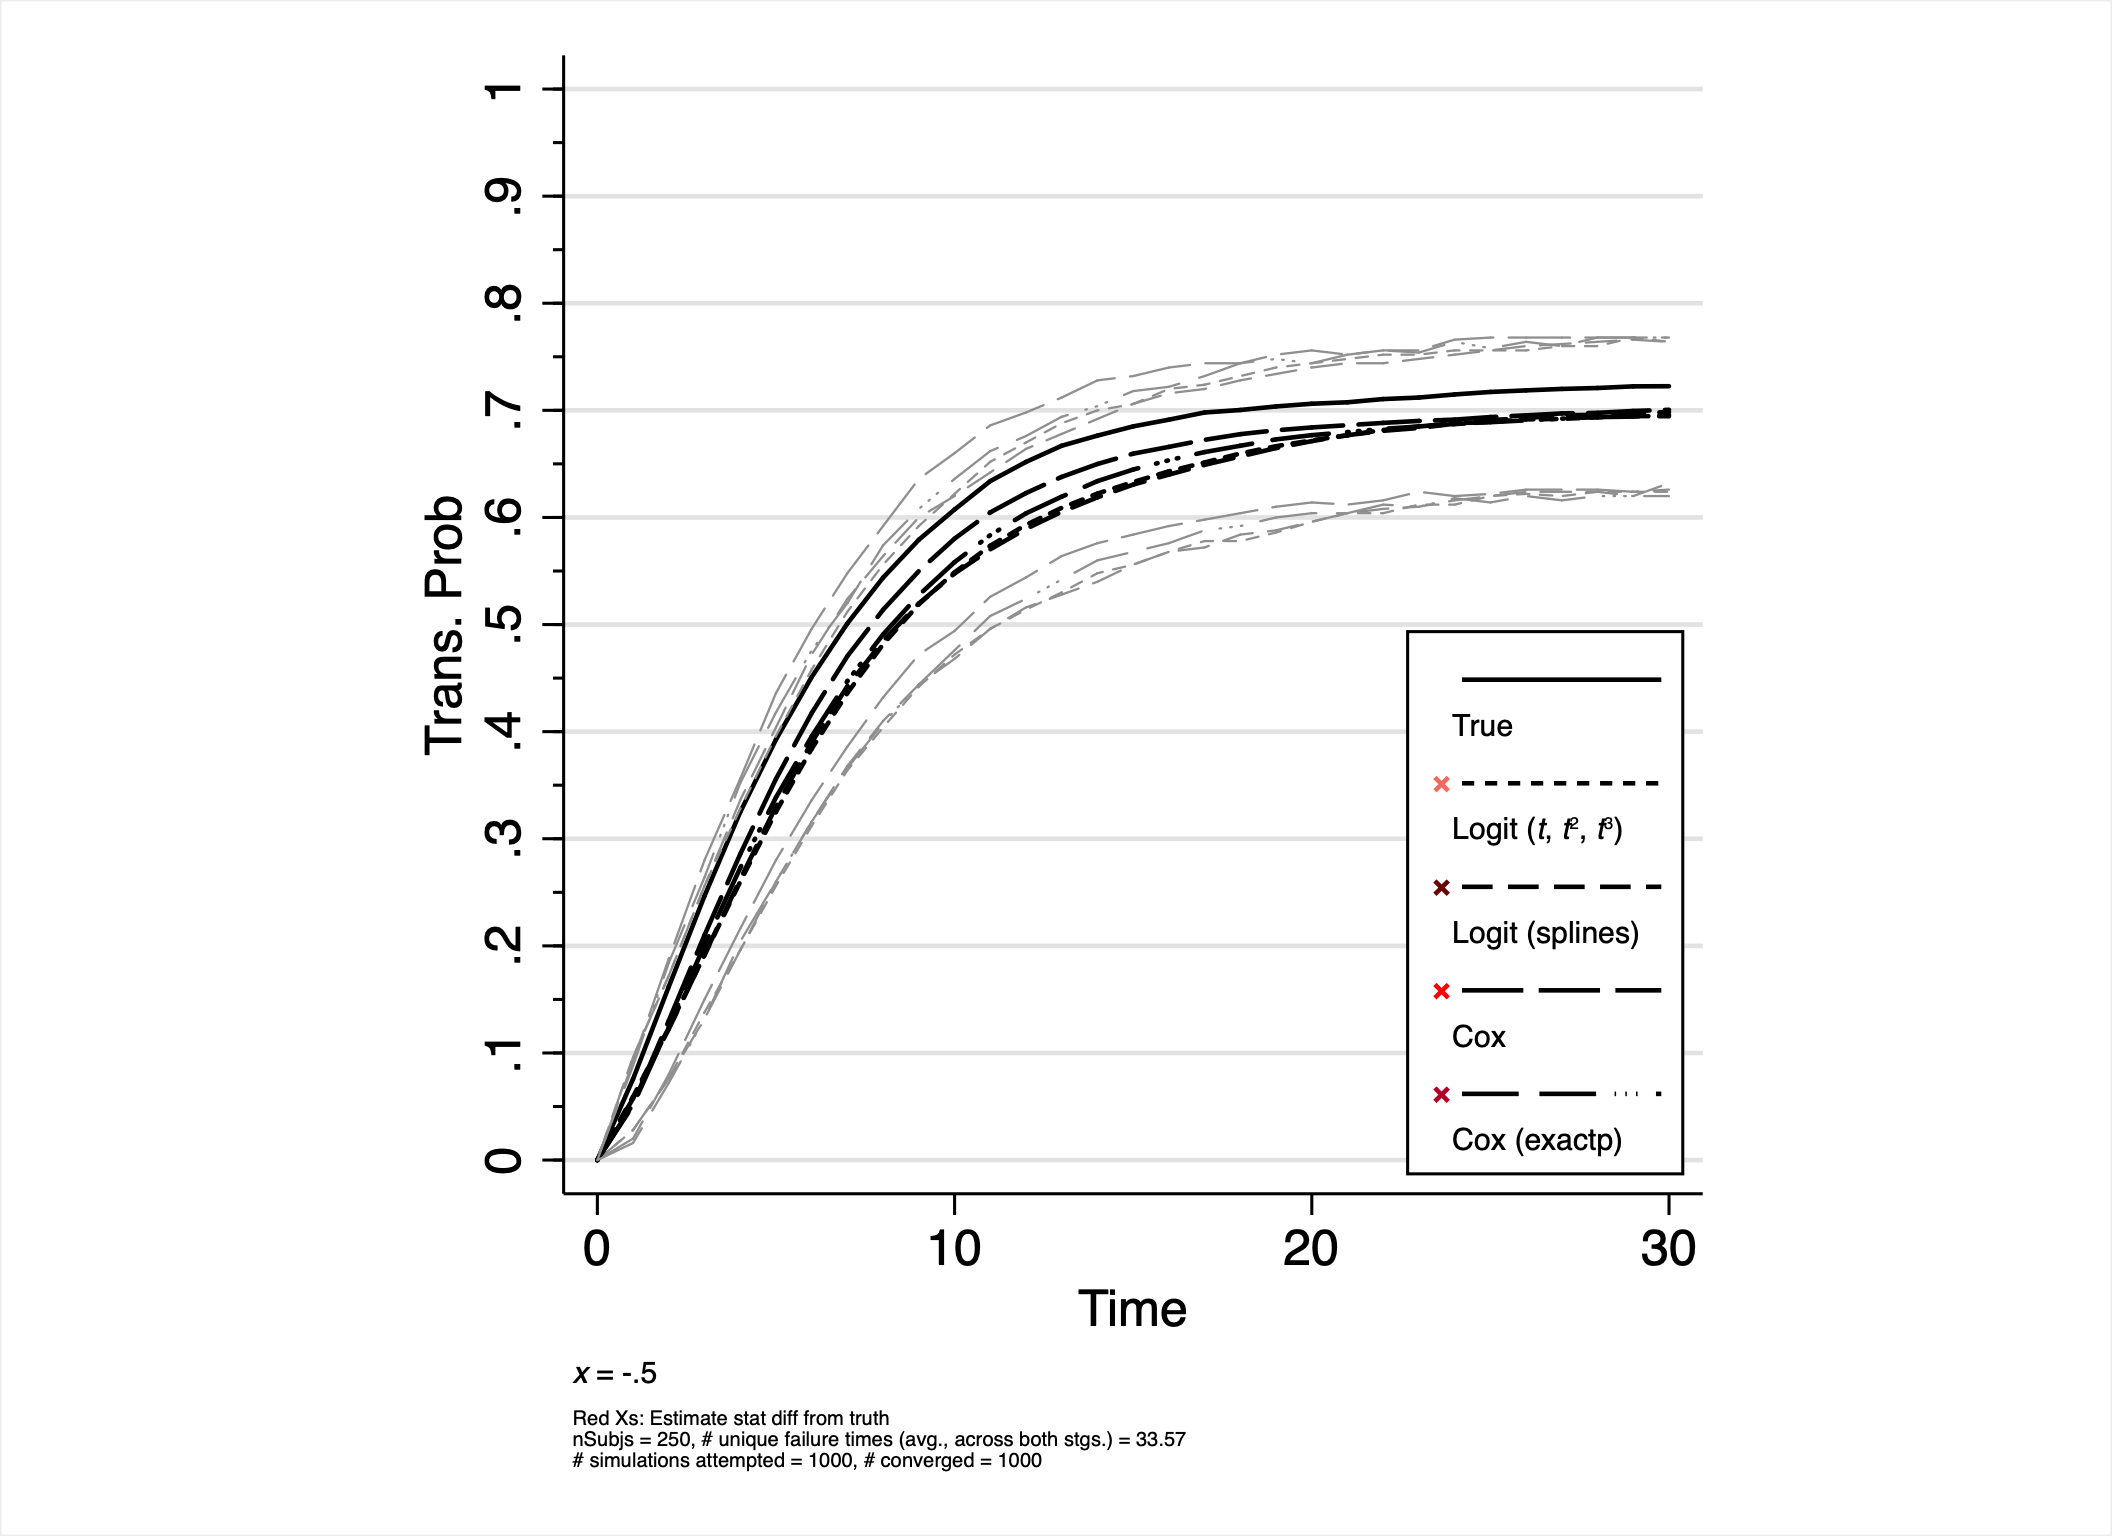 1
.9
.8
.7
.6
.5
.4
.3
.2
.1
0
Trans. Prob
True
Logit (t, t², t³)
Logit (splines)
Cox
Cox (exactp)
0 10 20 30
Time
x = -.5
Red Xs: Estimate stat diff from truth
nSubjs = 250, # unique failure times (avg., across both stgs.) = 33.57
# simulations attempted = 1000, # converged = 1000